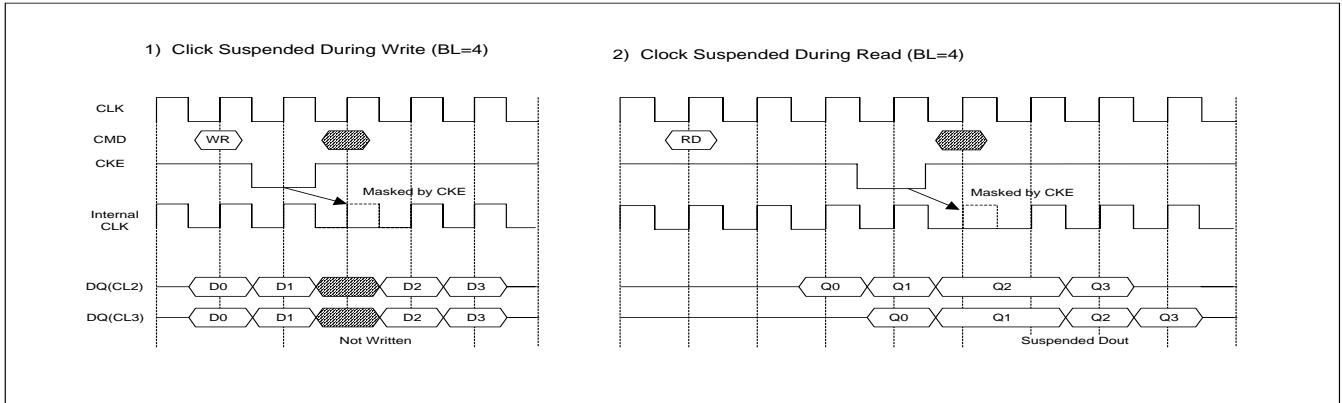 1) Click Suspended During Write (BL=4)
2) Clock Suspended During Read (BL=4)
CLK
CMD
WR
CKE
Masked by CKE
Internal
CLK
DQ(CL2)
D0
D1
D2
D3
DQ(CL3)
D0
D1
D2
D3
Not Written
RD
Masked by CKE
Q0
Q1
Q2
Q3
Q0
Q1
Q2
Q3
Suspended Dout